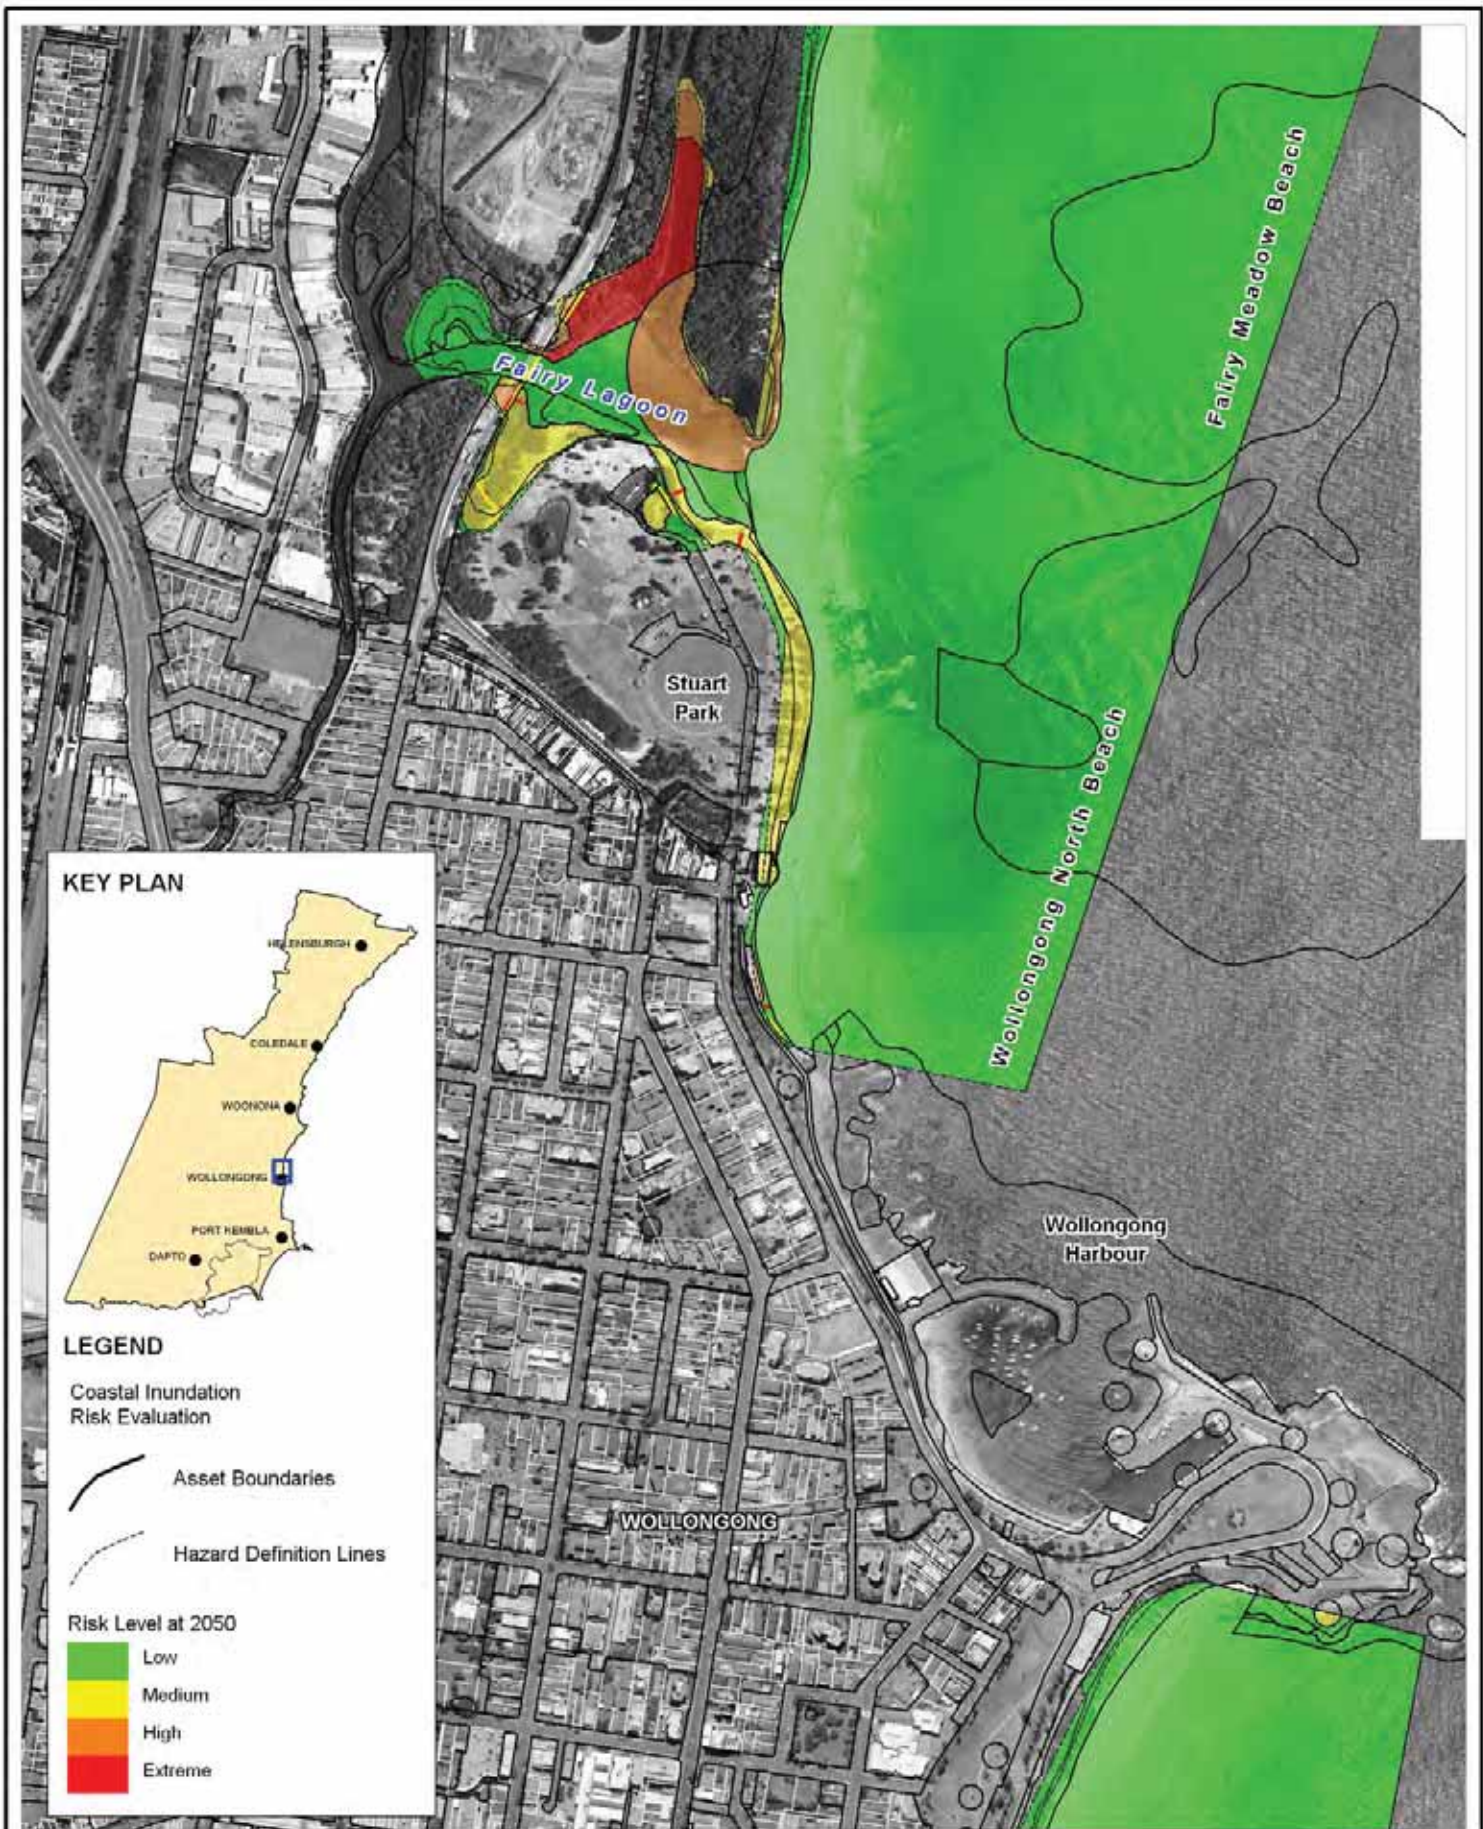 Fairy Meadow Beach
Fairy Lagoon
Stuart
Park
Wollongong North Beach
KEY PLAN
HELENSBURGH
COLEDALE
WOONONA
WOLLONGONG
PORT KEMBLA
DAPTO
Wollongong
Harbour
LEGEND
Coastal Inundation
Risk Evaluation
Asset Boundaries
Hazard Definition Lines
WOLLONGONG
Risk Level at 2050
Low
Medium
High
Extreme